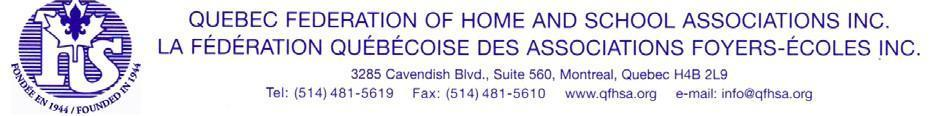 QUEBEC FEDERATION OF HOME AND SCHOOL ASSOCIATIONS INC.
LA FÉDÉRATION QUÉBÉCOISE DES ASSOCIATIONS FOYERS-ÉCOLES INC.
3285 Cavendish Blvd., Suite 560, Montreal, Quebec H4B 2L9
Tel: (514) 481-5619 Fax: (514) 481-5610 www.qfhsa.org e-mail: info@qfhsa.org
HS
FONDÉE EN 1944 / FOUNDED IN 1944